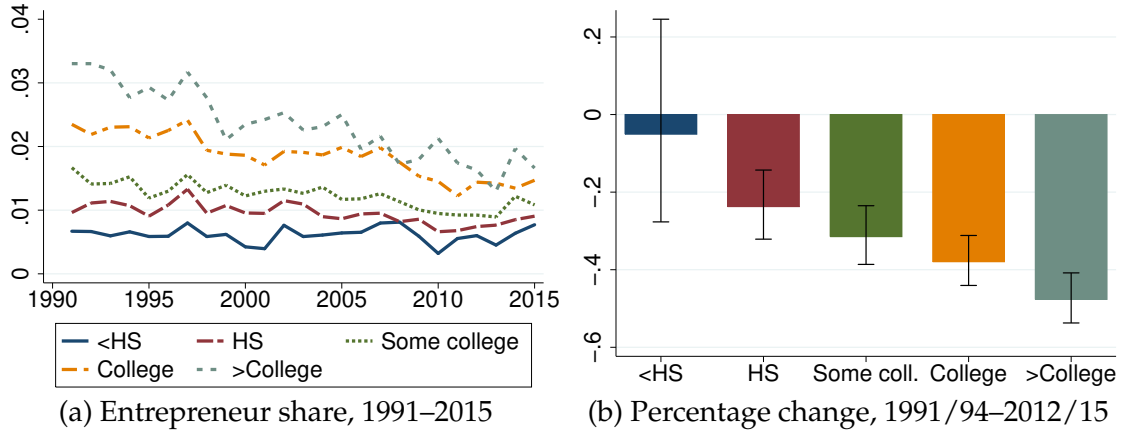 .04
.03
.02
.01
0
1990 1995 2000 2005 2010 2015
<HS HS Some college
College >College
(a) Entrepreneur share, 1991–2015
.2
0
−.2
−.4
−.6
<HS HS Some coll. College >College
(b) Percentage change, 1991/94–2012/15